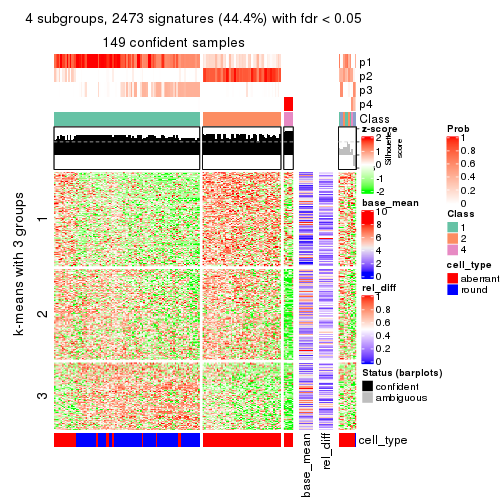 4 subgroups, 2473 signatures (44.4%) with fdr < 0.05
149 confident samples
p1
p2
p3
p4
Class
Silhouette
score
k-means with 3 groups
1
2
3
cell_type
base_mean
rel_diff
z-score
2
1
0
-1
-2
base_mean
10
8
6
4
2
0
rel_diff
1
0.8
0.6
0.4
0.2
0
Status (barplots)
confident
ambiguous
Prob
1
0.8
0.6
0.4
0.2
0
Class
1
2
4
cell_type
aberrant
round